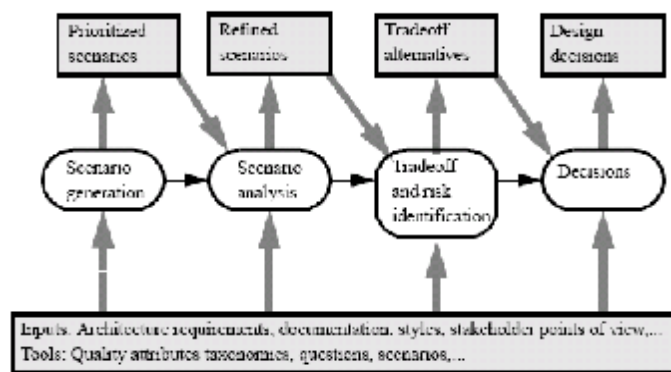 Prioritized
scenarios
Refined
scenarios
Tradeoff
alternatives
Design
decisions
Scenario
generation
Scenario
analysis
Tradeoff
and risk
identification
Decisions
Inputs: Architecture requirements, documentation, styles, stakeholder points of view,...
Tools: Quality attributes taxonomies, questions, scenarios,...